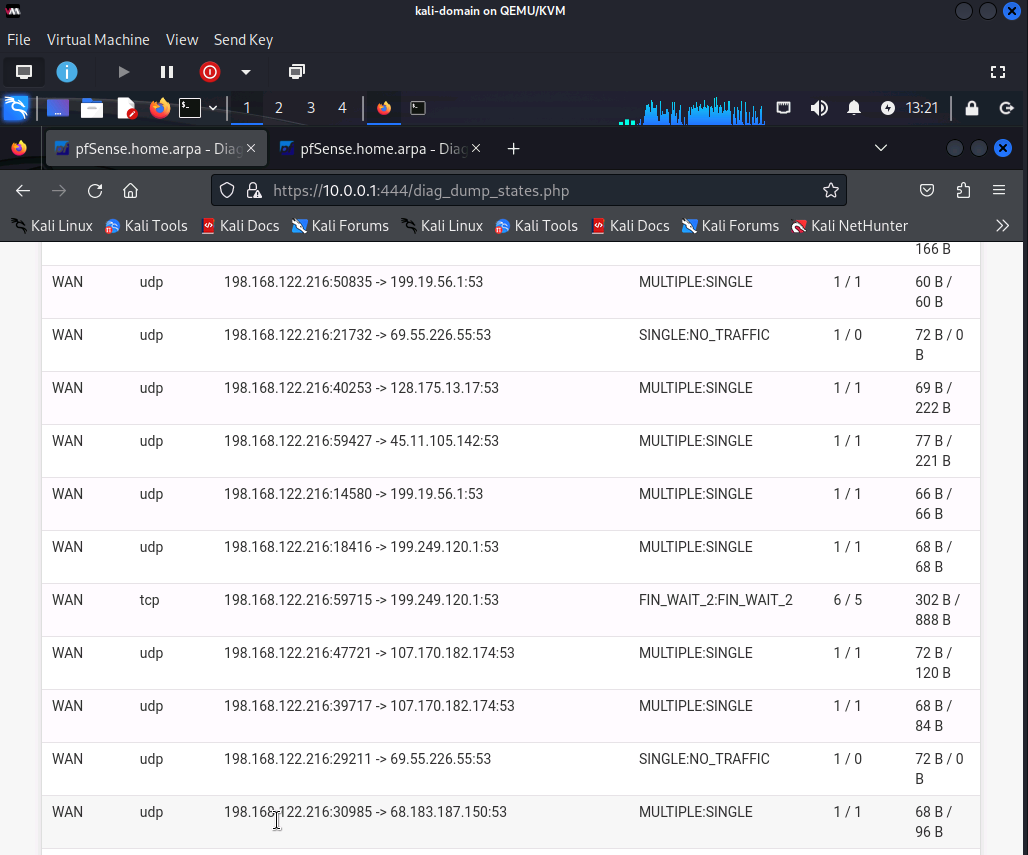 kali-domain on QEMU/KVM
File Virtual Machine View Send Key
1 2 3 4 13:21
pfSense.home.arpa - Diag pfSense.home.arpa - Diag
https://10.0.0.1:444/diag_dump_states.php
Kali Linux Kali Tools Kali Docs Kali Forums Kali Linux Kali Tools Kali Docs Kali Forums Kali NetHunter
166 B
WAN udp 198.168.122.216:50835 -> 199.19.56.1:53 MULTIPLE:SINGLE 1 / 1 60 B /
60 B
WAN udp 198.168.122.216:21732 -> 69.55.226.55:53 SINGLE:NO_TRAFFIC 1 / 0 72 B / 0
B
WAN udp 198.168.122.216:40253 -> 128.175.13.17:53 MULTIPLE:SINGLE 1 / 1 69 B /
222 B
WAN udp 198.168.122.216:59427 -> 45.11.105.142:53 MULTIPLE:SINGLE 1 / 1 77 B /
221 B
WAN udp 198.168.122.216:14580 -> 199.19.56.1:53 MULTIPLE:SINGLE 1 / 1 66 B /
66 B
WAN udp 198.168.122.216:18416 -> 199.249.120.1:53 MULTIPLE:SINGLE 1 / 1 68 B /
68 B
WAN tcp 198.168.122.216:59715 -> 199.249.120.1:53 FIN_WAIT_2:FIN_WAIT_2 6 / 5 302 B /
888 B
WAN udp 198.168.122.216:47721 -> 107.170.182.174:53 MULTIPLE:SINGLE 1 / 1 72 B /
120 B
WAN udp 198.168.122.216:39717 -> 107.170.182.174:53 MULTIPLE:SINGLE 1 / 1 68 B /
84 B
WAN udp 198.168.122.216:29211 -> 69.55.226.55:53 SINGLE:NO_TRAFFIC 1 / 0 72 B / 0
B
WAN udp 198.168.122.216:30985 -> 68.183.187.150:53 MULTIPLE:SINGLE 1 / 1 68 B /
96 B